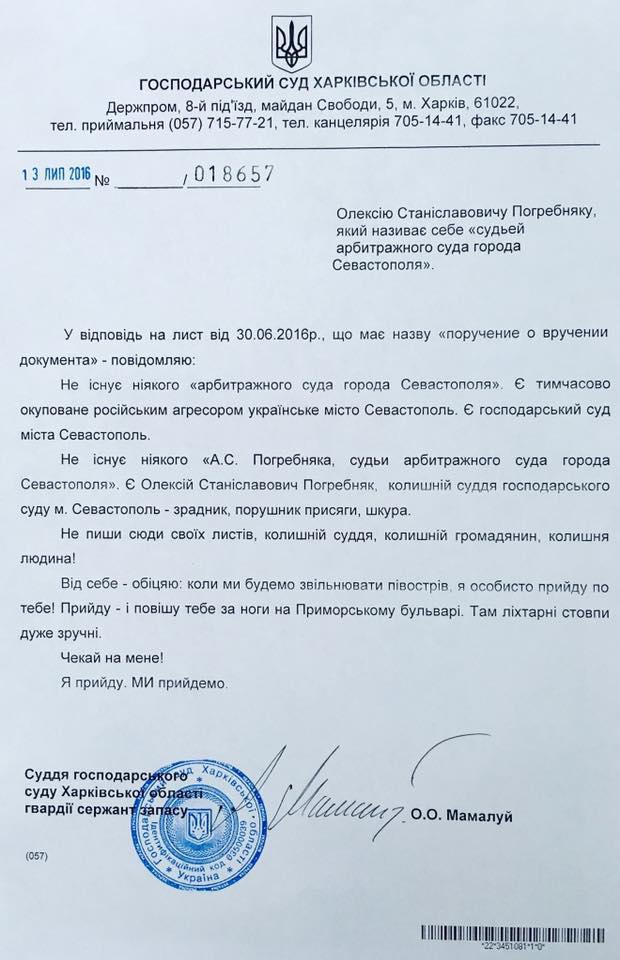 ГОСПОДАРСЬКИЙ СУД ХАРКІВСЬКОЇ ОБЛАСТІ
Держпром, 8-й під'їзд, майдан Свободи, 5, м. Харків, 61022,
тел. приймальня (057) 715-77-21, тел. канцелярія 705-14-41, факс 705-14-41
13 ЛИП 2016 № ______/018657
Олексію Станіславовичу Погребняку,
який називає себе «судьей
арбитражного суда города
Севастополя».
У відповідь на лист від 30.06.2016р., що має назву «поручение о вручении
документа» - повідомляю:
Не існує ніякого «арбитражного суда города Севастополя». Є тимчасово
окуповане російським агресором українське місто Севастополь. Є господарський суд
міста Севастополь.
Не існує ніякого «А.С. Погребняка, судьи арбитражного суда города
Севастополя». Є Олексій Станіславович Погребняк, колишній суддя господарського
суду м. Севастополь - зрадник, порушник присяги, шкура.
Не пиши сюди своїх листів, колишній суддя, колишній громадянин, колишня
людина!
Від себе - обіцяю: коли ми будемо звільнювати півострів, я особисто прийду по
тебе! Прийду - і повішу тебе за ноги на Приморському бульварі. Там ліхтарні стовпи
дуже зручні.
Чекай на мене!
Я прийду. МИ прийдемо.
Суддя господарського
суду Харківської області
гвардії сержант запасу
О.О. Мамалуй
Господарський суд Харківської області
Ідентифікаційний код 03500039
* Україна *
(057)
*22*3451081*1*0*